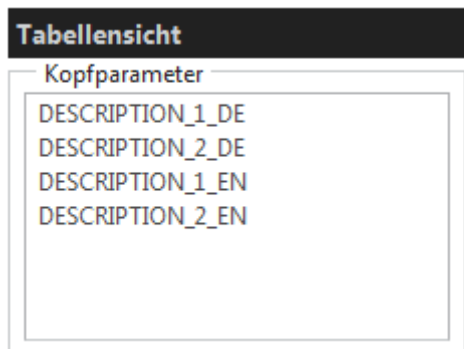 Tabellensicht
Kopfparameter
DESCRIPTION_1_DE
DESCRIPTION_2_DE
DESCRIPTION_1_EN
DESCRIPTION_2_EN